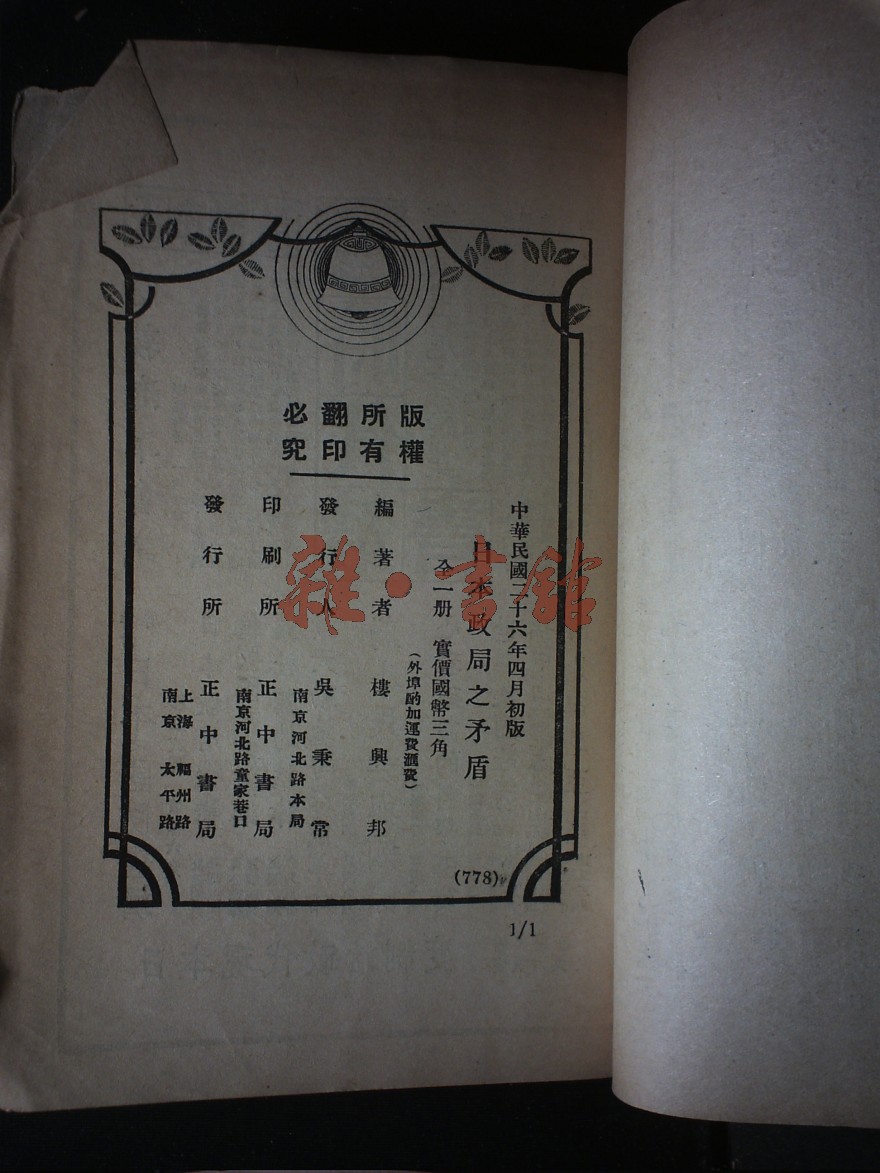 版權所有翻印必究
中華民國二十六年四月初版
日本政局之矛盾
全一册 實價國幣三角
（外埠酌加運費滙費）
編著者 樓興邦
發行人 吳秉常
南京河北路本局
印刷所 正中書局
南京河北路童家巷口
發行所 正中書局
上海福州路
南京太平路
(778)
1/1
雜·書館